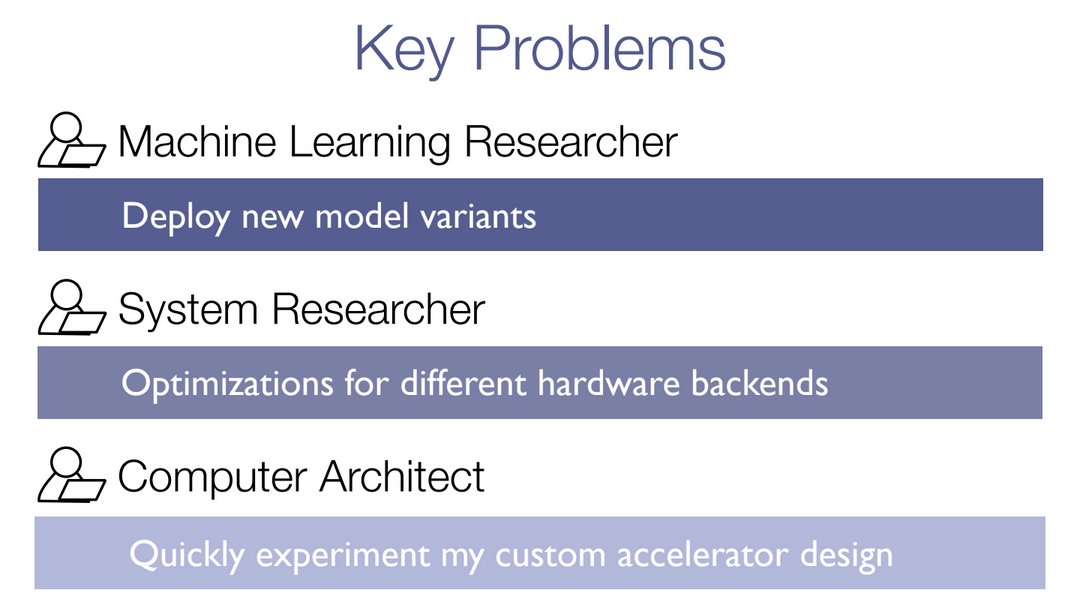 Key Problems
Machine Learning Researcher
Deploy new model variants
System Researcher
Optimizations for different hardware backends
Computer Architect
Quickly experiment my custom accelerator design